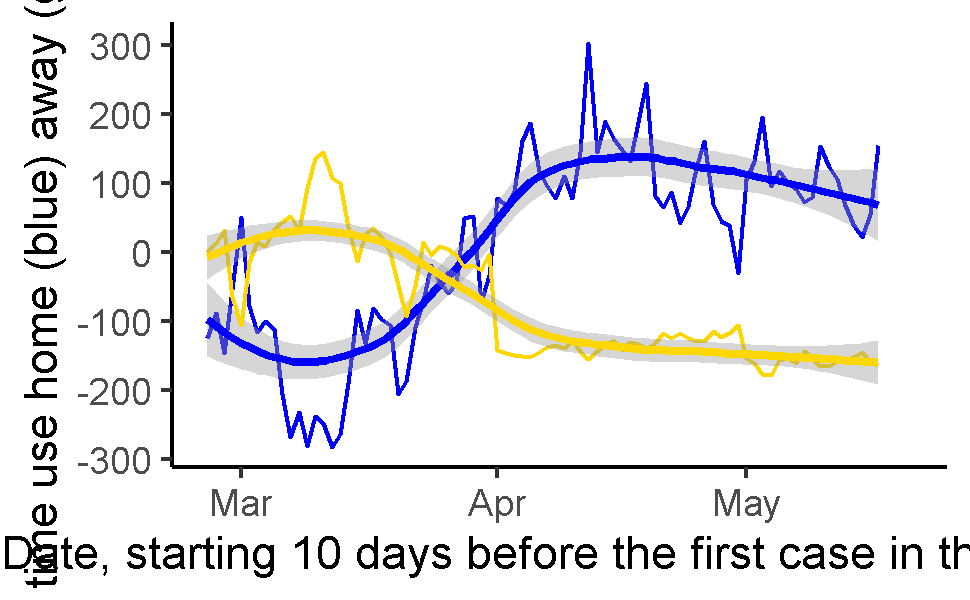 time use home (blue) away (
300
200
100
0
-100
-200
-300
Mar Apr May
Date, starting 10 days before the first case in th